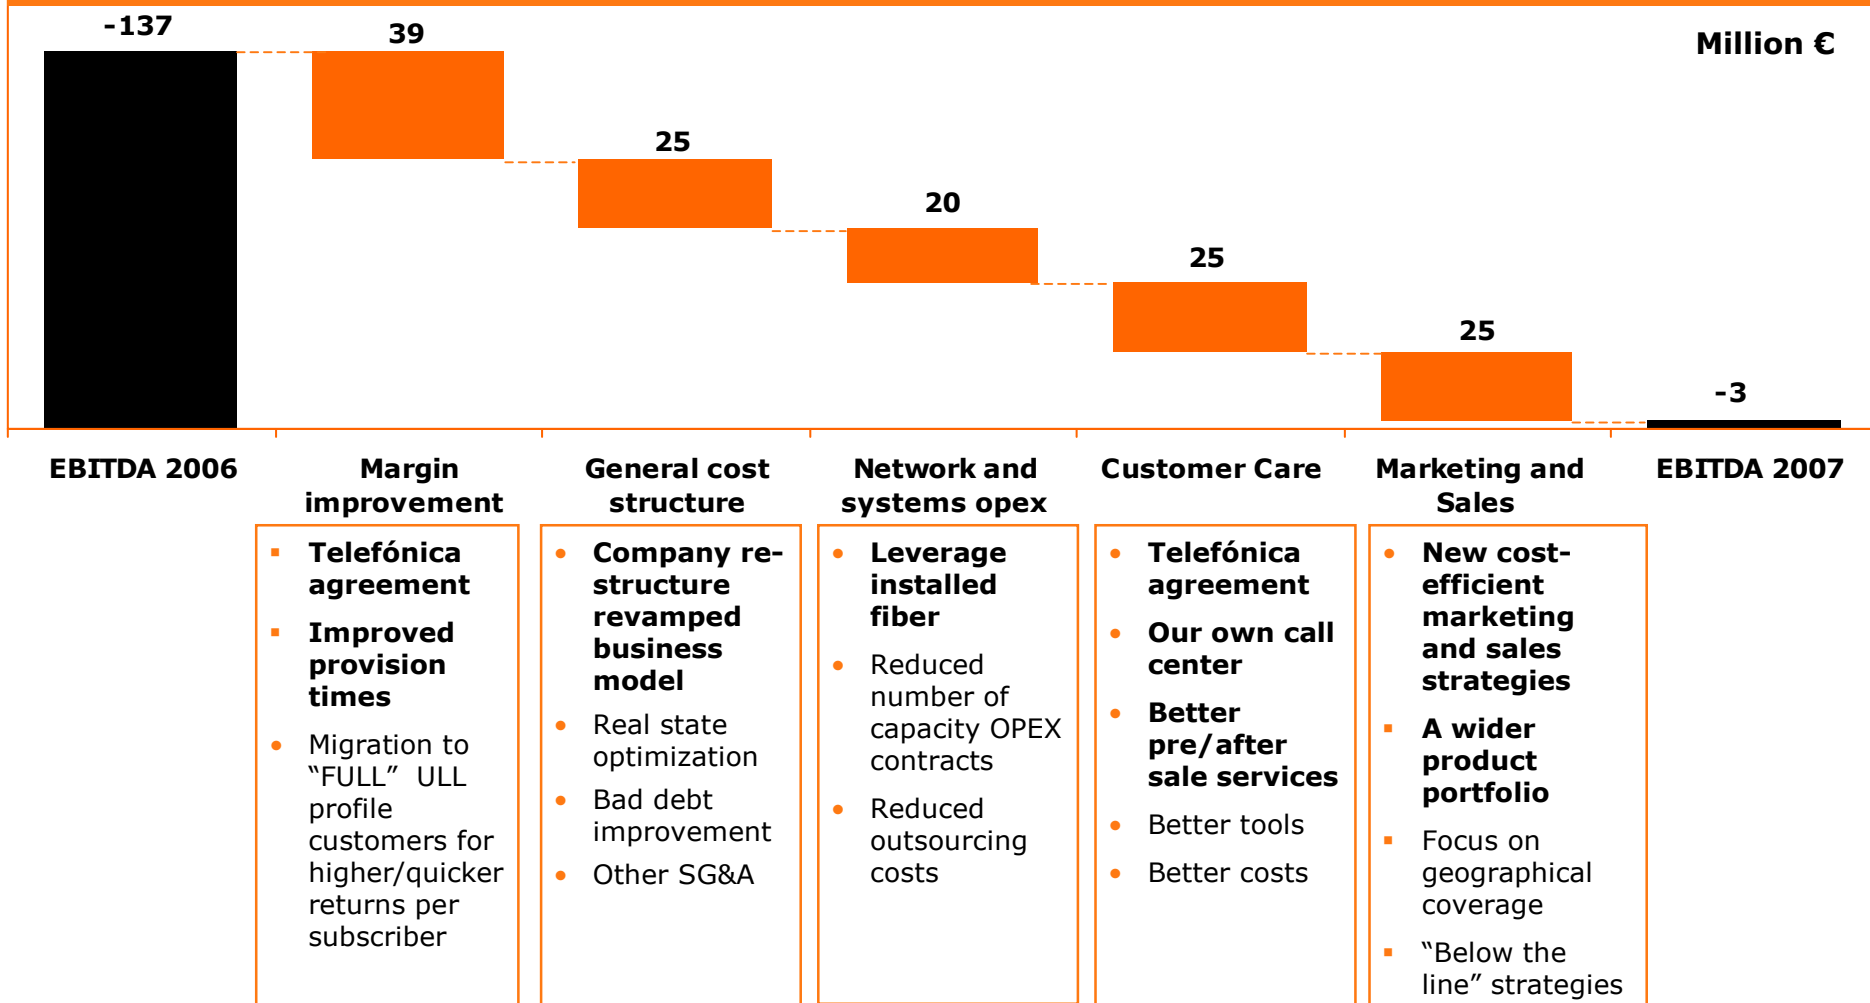 -137
39
Million €
25
20
25
25
-3
EBITDA 2006
Margin
improvement
General cost
structure
Network and
systems opex
Customer Care
Marketing and
Sales
EBITDA 2007
▪ Telefónica
agreement
▪ Improved
provision
times
• Migration to
“FULL” ULL
profile
customers for
higher/quicker
returns per
subscriber
• Company re-
structure
revamped
business
model
• Real state
optimization
• Bad debt
improvement
• Other SG&A
• Leverage
installed
fiber
• Reduced
number of
capacity OPEX
contracts
• Reduced
outsourcing
costs
• Telefónica
agreement
• Our own call
center
• Better
pre/after
sale services
• Better tools
• Better costs
• New cost-
efficient
marketing
and sales
strategies
▪ A wider
product
portfolio
▪ Focus on
geographical
coverage
▪ “Below the
line” strategies